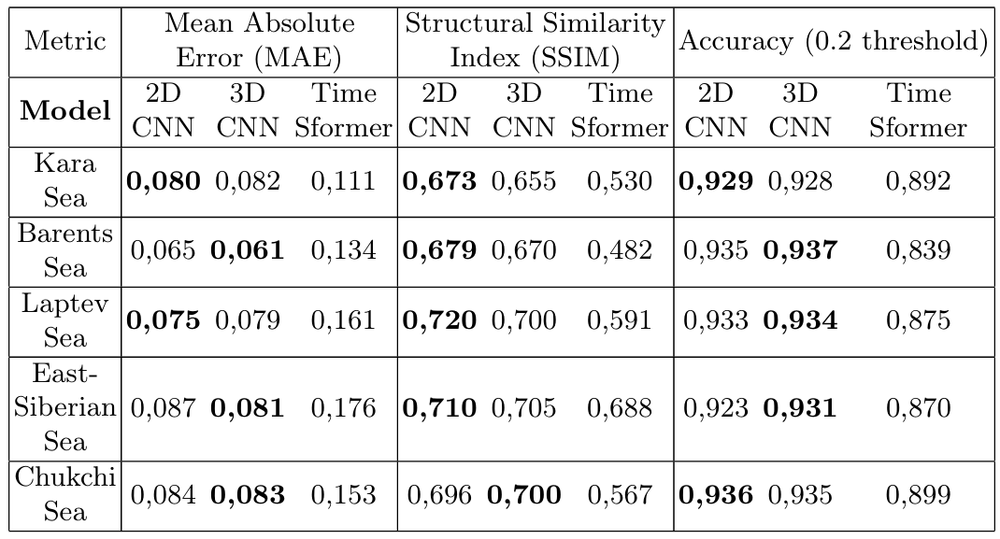 Metric Mean Absolute Error (MAE) Structural Similarity Index (SSIM) Accuracy (0.2 threshold)
Model 2D CNN 3D CNN Time Sformer 2D CNN 3D CNN Time Sformer 2D CNN 3D CNN Time Sformer
Kara Sea 0,080 0,082 0,111 0,673 0,655 0,530 0,929 0,928 0,892
Barents Sea 0,065 0,061 0,134 0,679 0,670 0,482 0,935 0,937 0,839
Laptev Sea 0,075 0,079 0,161 0,720 0,700 0,591 0,933 0,934 0,875
East-Siberian Sea 0,087 0,081 0,176 0,710 0,705 0,688 0,923 0,931 0,870
Chukchi Sea 0,084 0,083 0,153 0,696 0,700 0,567 0,936 0,935 0,899